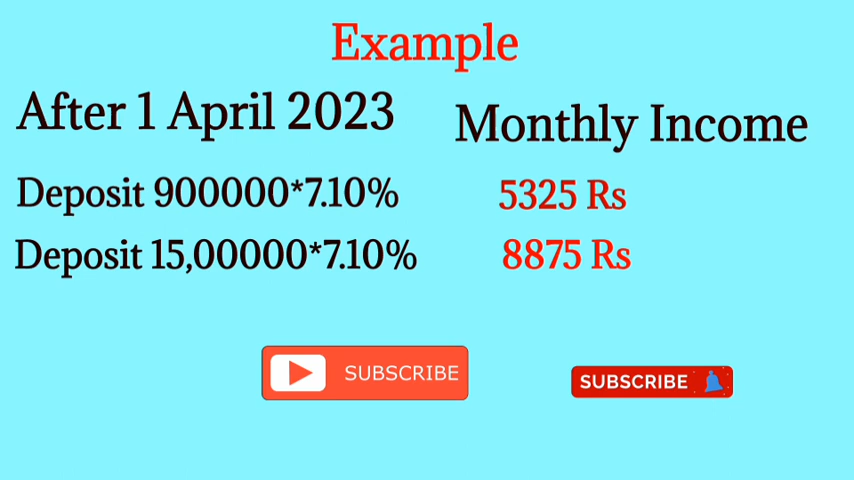 Example
After 1 April 2023
Monthly Income
Deposit 900000*7.10%
5325 Rs
Deposit 15,00000*7.10%
8875 Rs
SUBSCRIBE
SUBSCRIBE